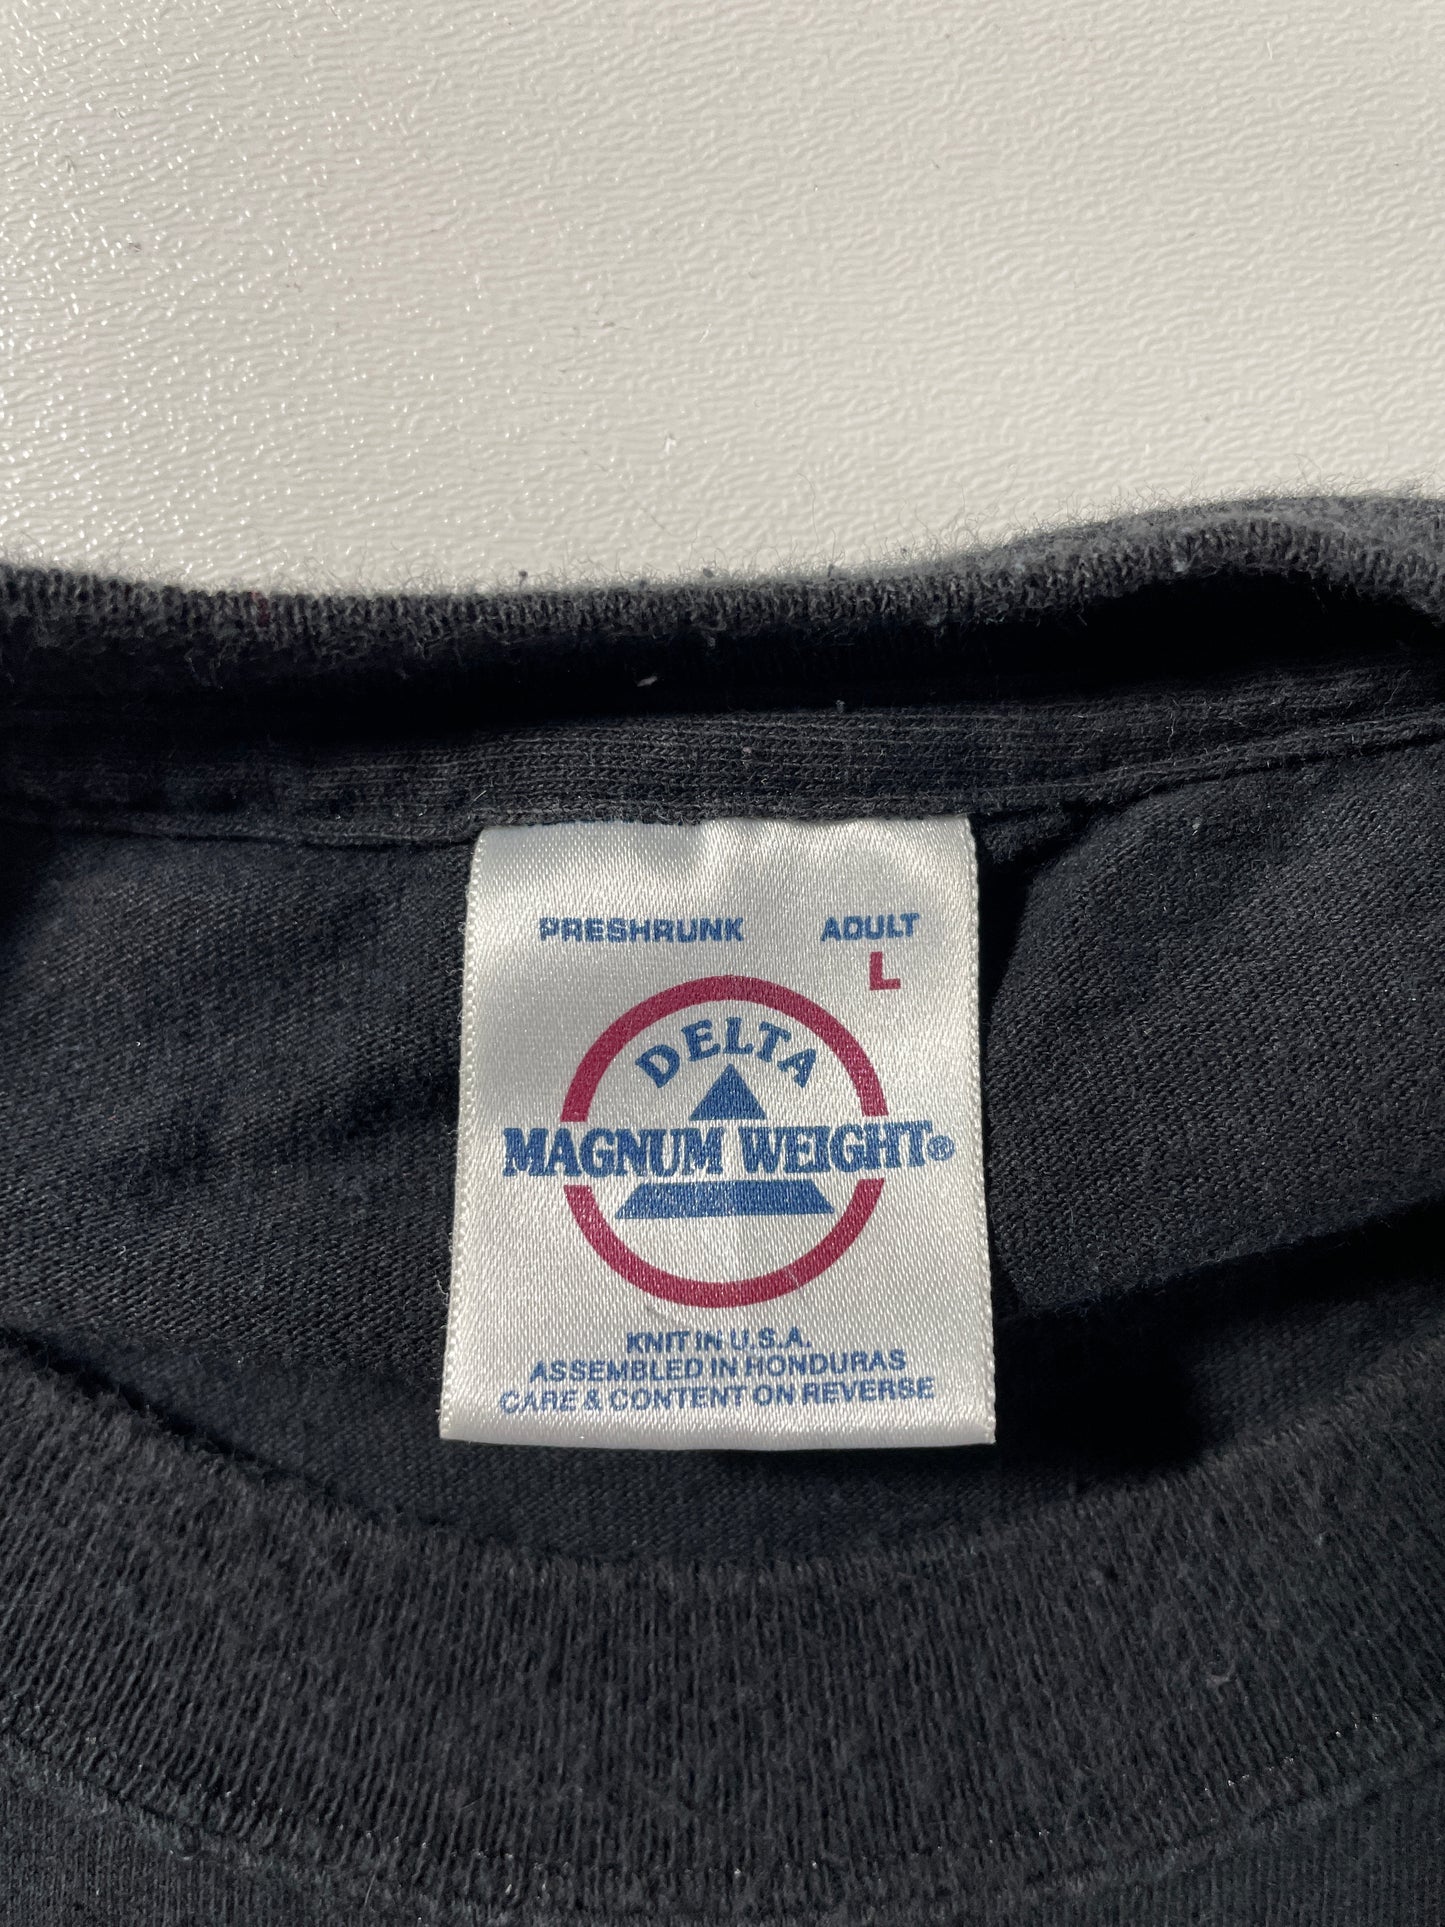 PRESHRUNK ADULT
L
DELTA
MAGNUM WEIGHT®
KNIT IN U.S.A.
ASSEMBLED IN HONDURAS
CARE & CONTENT ON REVERSE